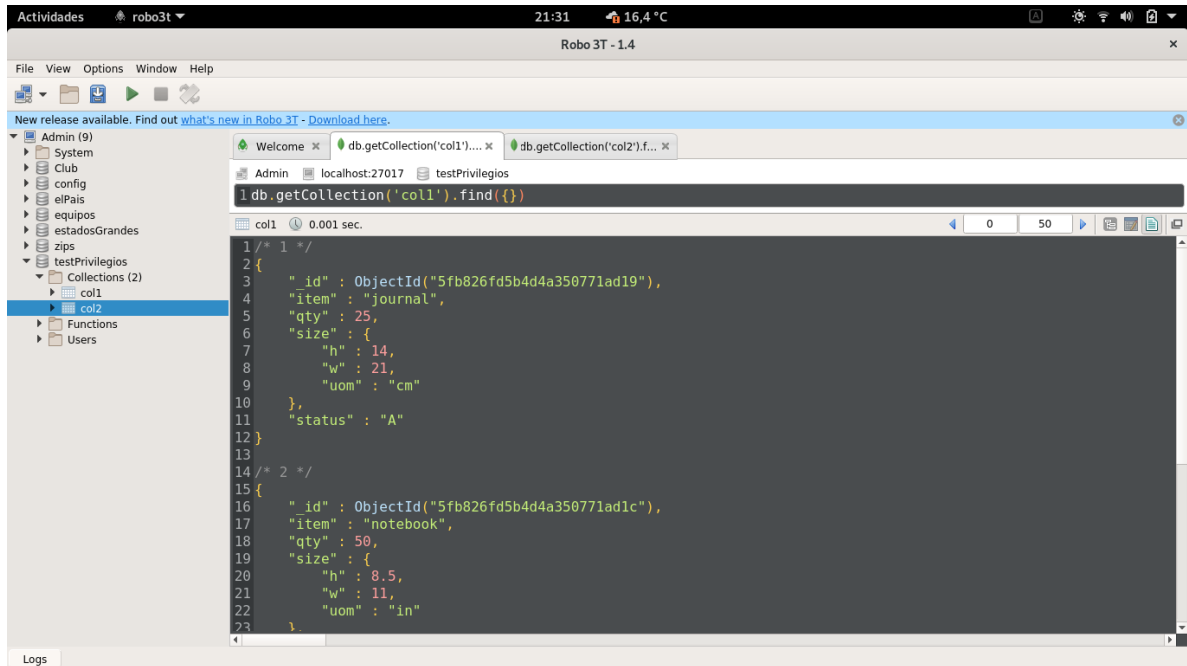 Actividades robo3t 21:31 16,4 °C A
Robo 3T - 1.4
File View Options Window Help
New release available. Find out what's new in Robo 3T - Download here.
Admin (9)
System
Club
config
elPais
equipos
estadosGrandes
zips
testPrivilegios
Collections (2)
col1
col2
Functions
Users
Welcome db.getCollection('col1').... db.getCollection('col2').f...
Admin localhost:27017 testPrivilegios
1 db.getCollection('col1').find({})
col1 0.001 sec. 0 50
1 /* 1 */
2 {
3     "_id" : ObjectId("5fb826fd5b4d4a350771ad19"),
4     "item" : "journal",
5     "qty" : 25,
6     "size" : {
7         "h" : 14,
8         "w" : 21,
9         "uom" : "cm"
10     },
11     "status" : "A"
12 }
13
14 /* 2 */
15 {
16     "_id" : ObjectId("5fb826fd5b4d4a350771ad1c"),
17     "item" : "notebook",
18     "qty" : 50,
19     "size" : {
20         "h" : 8.5,
21         "w" : 11,
22         "uom" : "in"
23     },
Logs